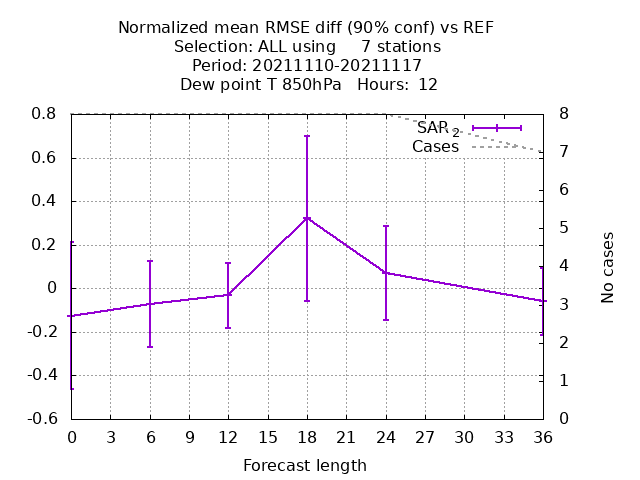 Normalized mean RMSE diff (90% conf) vs REF
Selection: ALL using     7 stations
Period: 20211110-20211117
Dew point T 850hPa   Hours:  12
0.8
0.6
0.4
0.2
0
-0.2
-0.4
-0.6
SAR 2
Cases
8
7
6
5
4
3
2
1
0
No cases
0 3 6 9 12 15 18 21 24 27 30 33 36
Forecast length